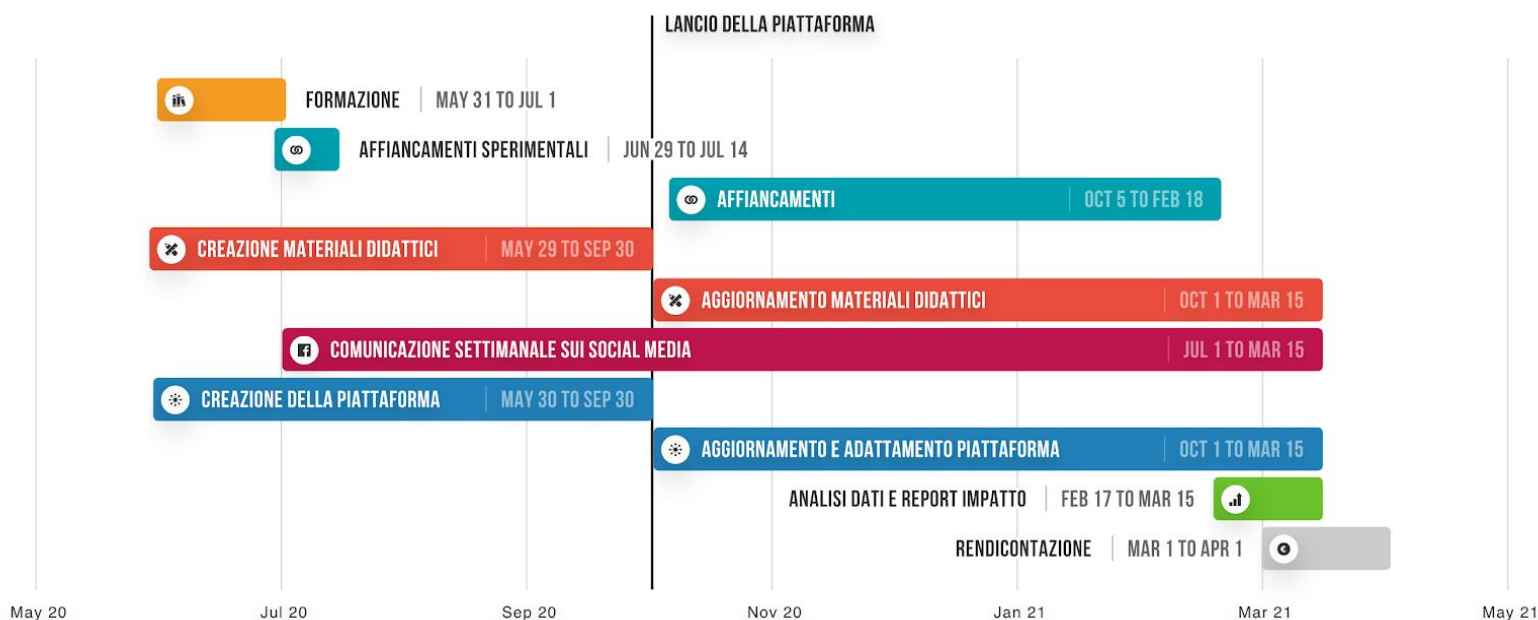 LANCIO DELLA PIATTAFORMA
FORMAZIONE MAY 31 TO JUL 1
AFFIANCAMENTI SPERIMENTALI JUN 29 TO JUL 14
AFFIANCAMENTI OCT 5 TO FEB 18
CREAZIONE MATERIALI DIDATTICI MAY 29 TO SEP 30
AGGIORNAMENTO MATERIALI DIDATTICI OCT 1 TO MAR 15
COMUNICAZIONE SETTIMANALE SUI SOCIAL MEDIA JUL 1 TO MAR 15
CREAZIONE DELLA PIATTAFORMA MAY 30 TO SEP 30
AGGIORNAMENTO E ADATTAMENTO PIATTAFORMA OCT 1 TO MAR 15
ANALISI DATI E REPORT IMPATTO FEB 17 TO MAR 15
RENDICONTAZIONE MAR 1 TO APR 1
May 20 Jul 20 Sep 20 Nov 20 Jan 21 Mar 21 May 21